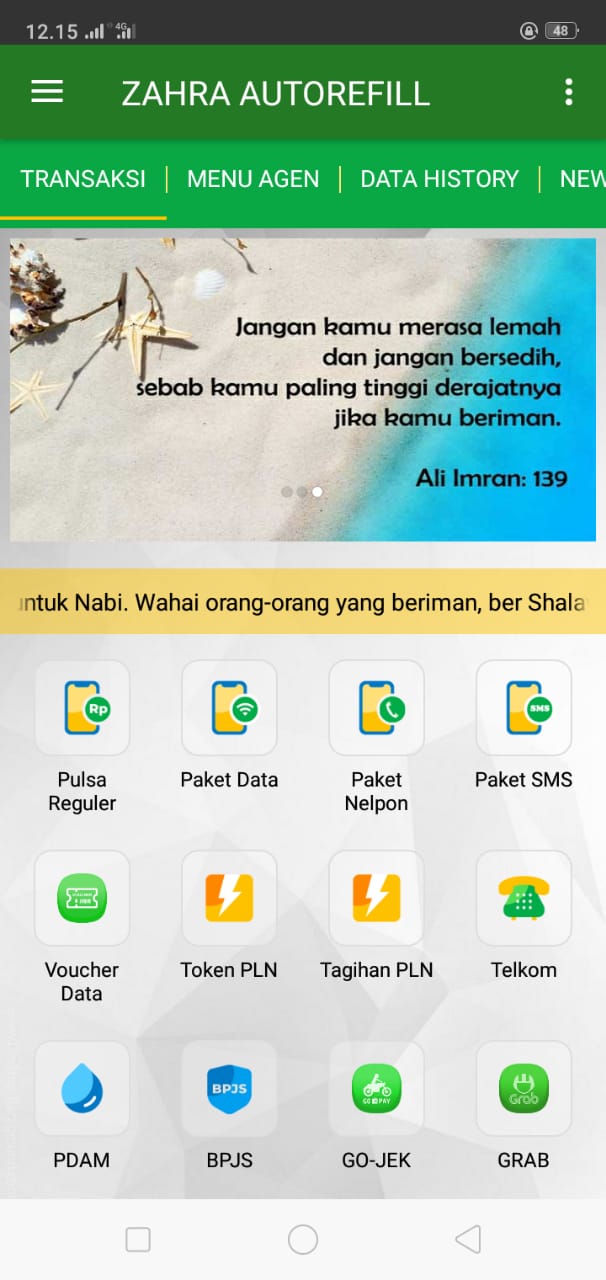 12.15
4G
48
ZAHRA AUTOREFILL
TRANSAKSI
MENU AGEN
DATA HISTORY
NEW
Jangan kamu merasa lemah
dan jangan bersedih,
sebab kamu paling tinggi derajatnya
jika kamu beriman.
Ali Imran: 139
untuk Nabi. Wahai orang-orang yang beriman, ber Shala
Rp
SMS
Pulsa
Reguler
Paket Data
Paket
Nelpon
Paket SMS
Voucher
Data
Token PLN
Tagihan PLN
Telkom
BPJS
GO PAY
Grab
PDAM
BPJS
GO-JEK
GRAB